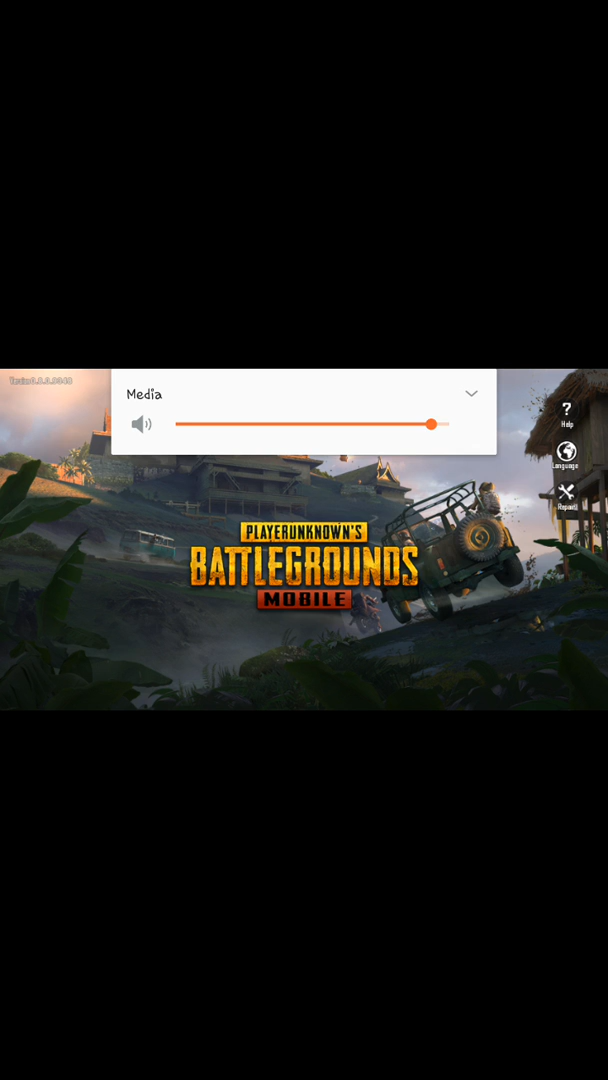 Media
Help
Language
Repair
PLAYERUNKNOWN'S
BATTLEGROUNDS
MOBILE